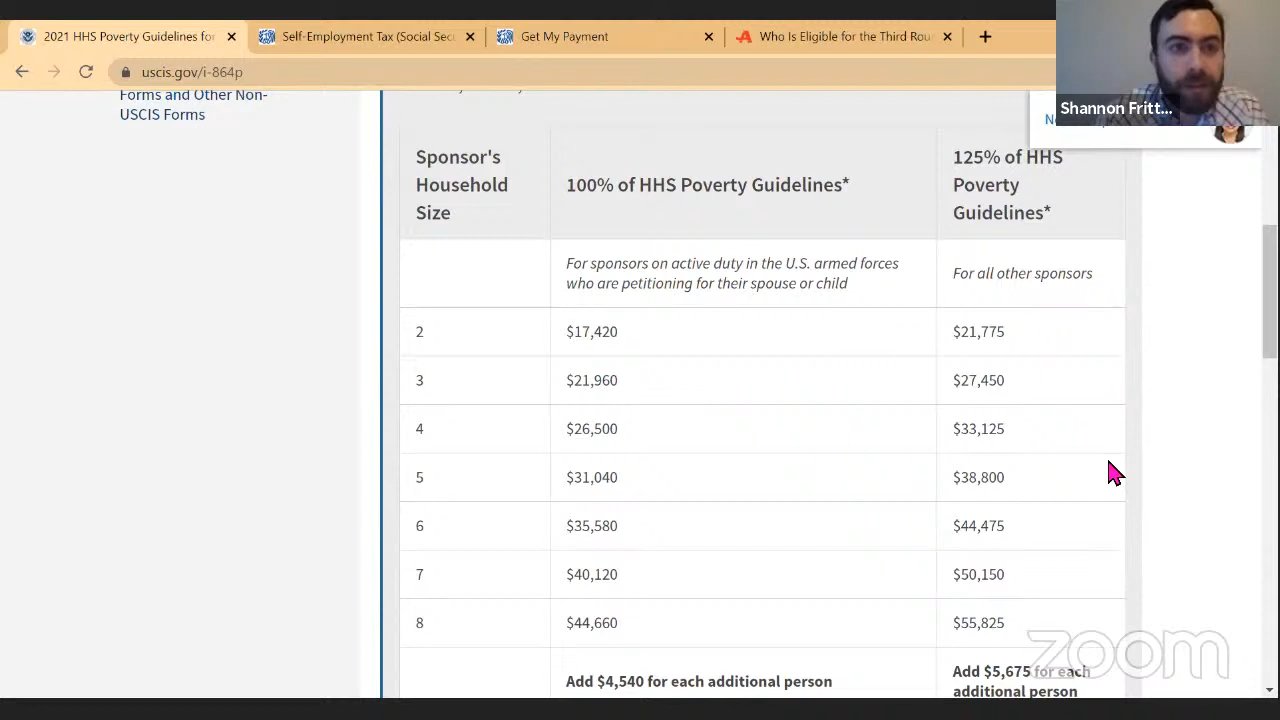 2021 HHS Poverty Guidelines for
Self-Employment Tax (Social Secu
Get My Payment
Who Is Eligible for the Third Rou
uscis.gov/i-864p
Shannon Fritt...
Forms and Other Non-
USCIS Forms
Sponsor's
Household
Size
100% of HHS Poverty Guidelines*
125% of HHS
Poverty
Guidelines*
For sponsors on active duty in the U.S. armed forces
who are petitioning for their spouse or child
For all other sponsors
2 $17,420 $21,775
3 $21,960 $27,450
4 $26,500 $33,125
5 $31,040 $38,800
6 $35,580 $44,475
7 $40,120 $50,150
8 $44,660 $55,825
Add $4,540 for each additional person
Add $5,675 for each
additional person
zoom